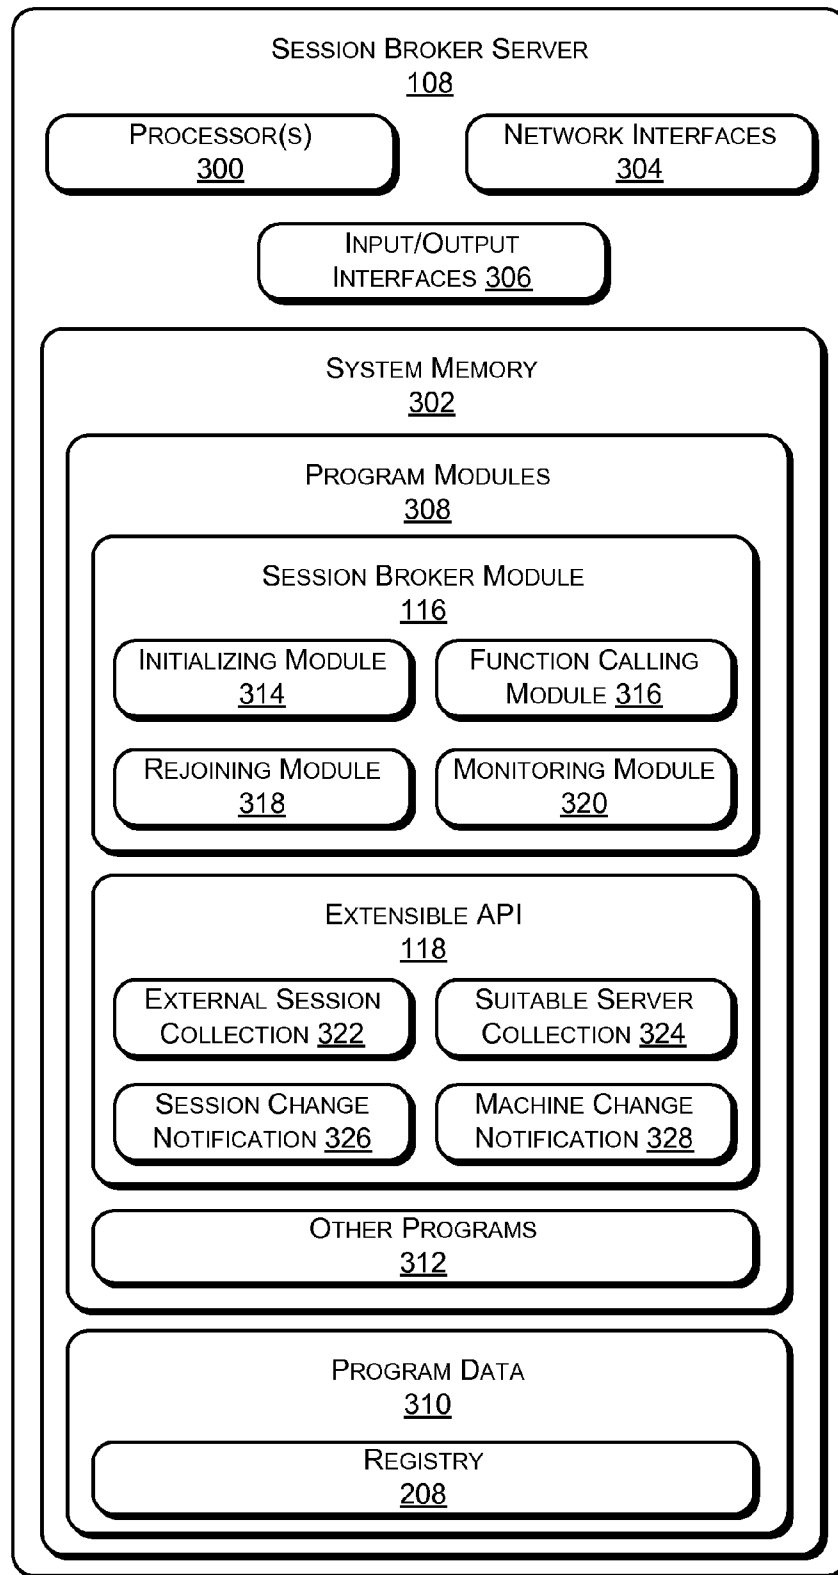 SESSION BROKER SERVER
108
PROCESSOR(S)
300
NETWORK INTERFACES
304
INPUT/OUTPUT
INTERFACES 306
SYSTEM MEMORY
302
PROGRAM MODULES
308
SESSION BROKER MODULE
116
INITIALIZING MODULE
314
FUNCTION CALLING
MODULE 316
REJOINING MODULE
318
MONITORING MODULE
320
EXTENSIBLE API
118
EXTERNAL SESSION
COLLECTION 322
SUITABLE SERVER
COLLECTION 324
SESSION CHANGE
NOTIFICATION 326
MACHINE CHANGE
NOTIFICATION 328
OTHER PROGRAMS
312
PROGRAM DATA
310
REGISTRY
208